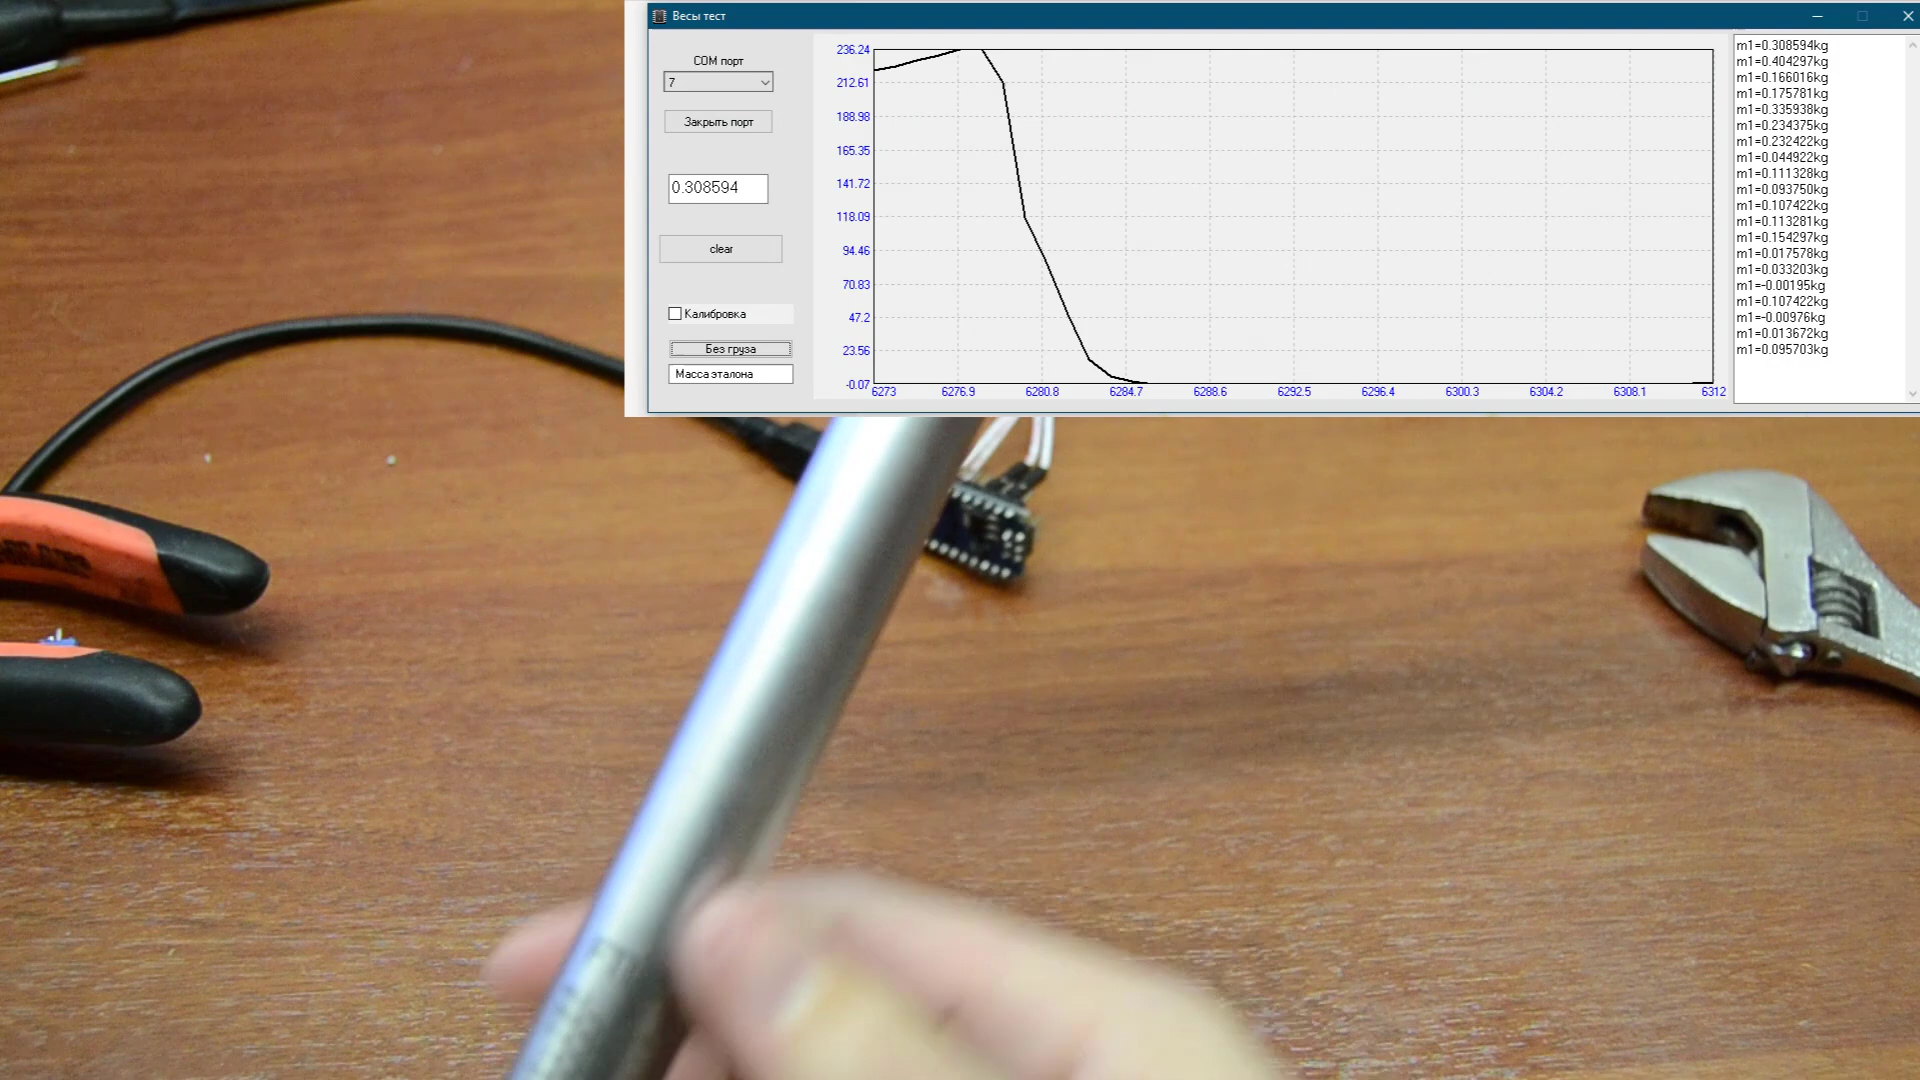 Весы тест
COM порт
7
Закрыть порт
0.308594
clear
Калибровка
Без груза
Масса эталона
236.24
212.61
188.98
165.35
141.72
118.09
94.46
70.83
47.2
23.56
-0.07
6273
6276.9
6280.8
6284.7
6288.6
6292.5
6296.4
6300.3
6304.2
6308.1
6312
m1=0.308594kg
m1=0.404297kg
m1=0.166016kg
m1=0.175781kg
m1=0.335938kg
m1=0.234375kg
m1=0.232422kg
m1=0.044922kg
m1=0.111328kg
m1=0.093750kg
m1=0.107422kg
m1=0.113281kg
m1=0.154297kg
m1=0.017578kg
m1=0.033203kg
m1=-0.00195kg
m1=0.107422kg
m1=-0.00976kg
m1=0.013672kg
m1=0.095703kg